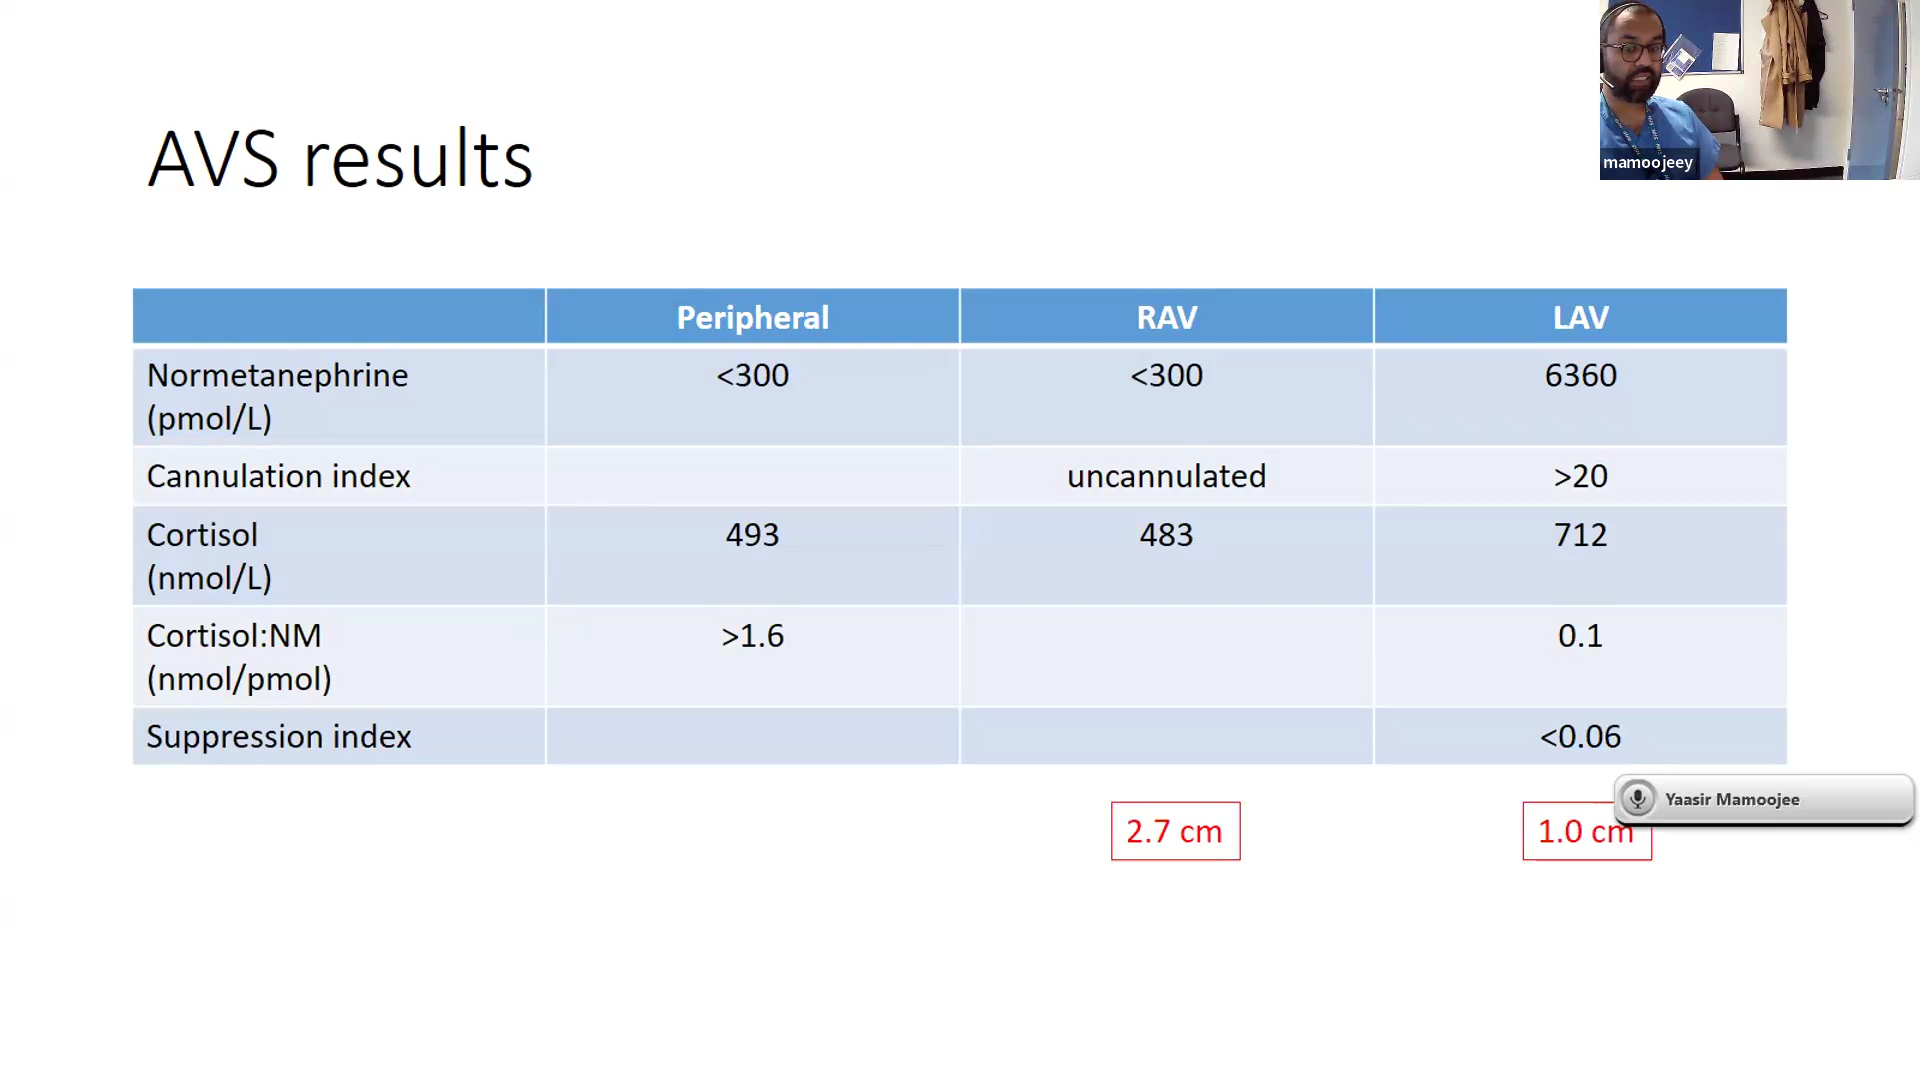 mamoojeey
AVS results
Peripheral RAV LAV
Normetanephrine <300 <300 6360
(pmol/L)
Cannulation index uncannulated >20
Cortisol 493 483 712
(nmol/L)
Cortisol:NM >1.6 0.1
(nmol/pmol)
Suppression index <0.06
Yaasir Mamoojee
2.7 cm 1.0 cm